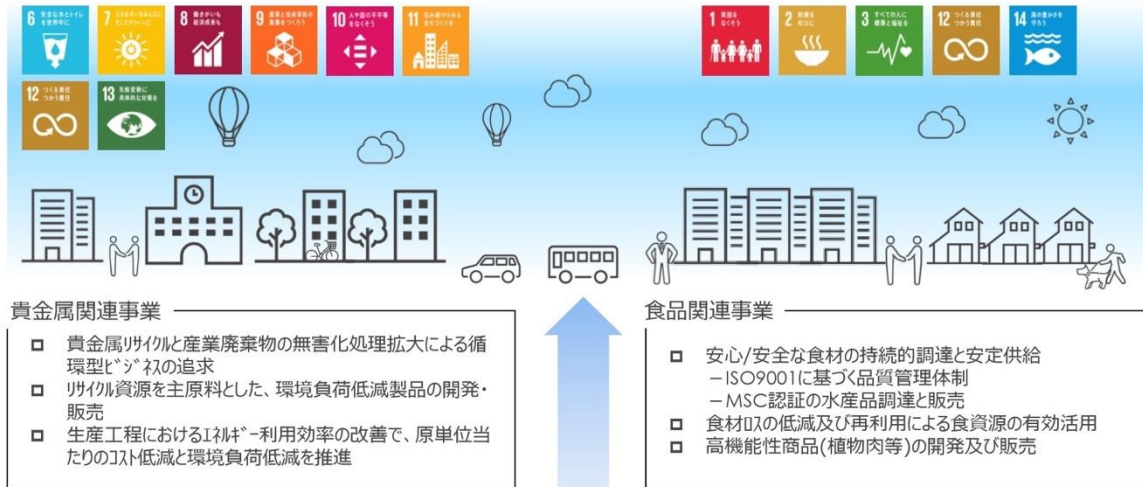 6 安全な水とトイレ
を世界中に
7 エネルギーをみんなに
そしてクリーンに
8 働きがいも
経済成長も
9 産業と技術革新の
基盤をつくろう
10 人や国の不平等
をなくそう
11 住み続けられる
まちづくりを
12 つくる責任
つかう責任
13 気候変動に
具体的な対策を
1 貧困を
なくそう
2 飢餓を
ゼロに
3 すべての人に
健康と福祉を
12 つくる責任
つかう責任
14 海の豊かさを
守ろう
貴金属関連事業
貴金属ﾘｻｲｸﾙと産業廃棄物の無害化処理拡大による循
環型ﾋﾞｼﾞﾈｽの追求
ﾘｻｲｸﾙ資源を主原料とした、環境負荷低減製品の開発・
販売
生産工程におけるｴﾈﾙｷﾞｰ利用効率の改善で、原単位当
たりのｺｽﾄ低減と環境負荷低減を推進
食品関連事業
安心/安全な食材の持続的調達と安定供給
－ISO9001に基づく品質管理体制
－MSC認証の水産品調達と販売
食材ﾛｽの低減及び再利用による食資源の有効活用
高機能性商品(植物肉等)の開発及び販売